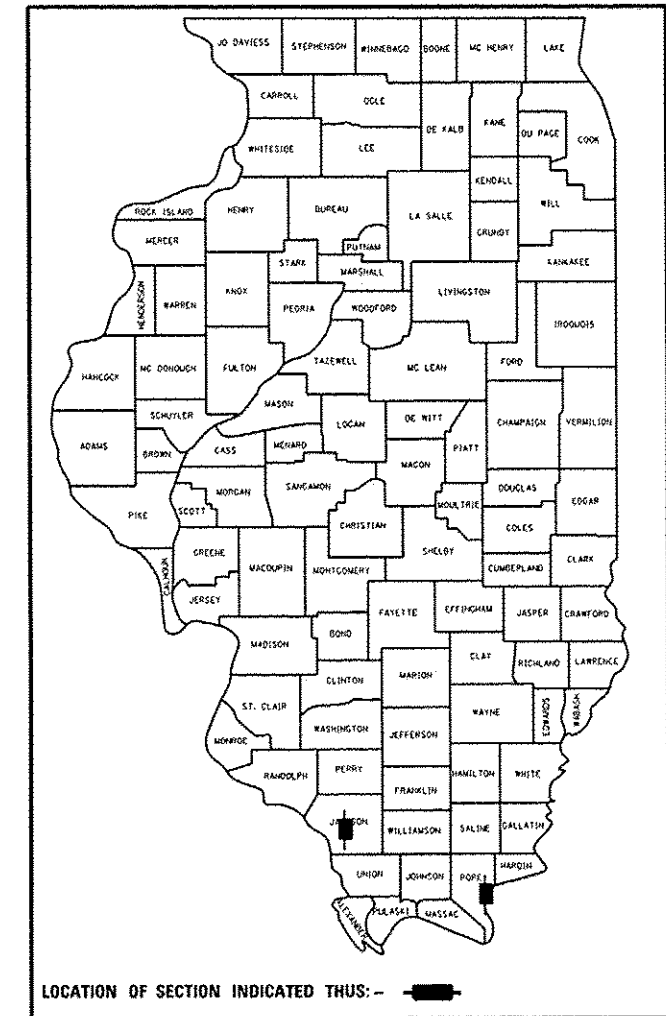 JO DAVIESS STEPHENSON WINNEBAGO BOONE MC HENRY LAKE
CARROLL OGLE DE KALB KANE DU PAGE COOK
WHITESIDE LEE
KENDALL WILL
ROCK ISLAND HENRY BUREAU LA SALLE
MERCER PUTNAM GRUNDY
STARK MARSHALL KANKAKEE
HENDERSON WARREN KNOX PEORIA WOODFORD LIVINGSTON IROQUOIS
TAZEWELL FORD
HANCOCK MC DONOUGH FULTON MC LEAN
MASON
SCHUYLER LOGAN DE WITT CHAMPAIGN VERMILION
ADAMS BROWN CASS MENARD PIATT
MACON
PIKE SCOTT MORGAN SANGAMON MOULTRIE DOUGLAS EDGAR
CHRISTIAN COLES
CALHOUN GREENE MACOUPIN MONTGOMERY SHELBY CUMBERLAND CLARK
JERSEY FAYETTE EFFINGHAM JASPER CRAWFORD
MADISON BOND
CLAY RICHLAND LAWRENCE
CLINTON MARION
ST. CLAIR WAYNE EDWARDS WABASH
MONROE WASHINGTON JEFFERSON
RANDOLPH PERRY HAMILTON WHITE
FRANKLIN
WILLIAMSON SALINE GALLATIN
UNION JOHNSON POPE HARDIN
ALEXANDER PULASKI MASSAC
LOCATION OF SECTION INDICATED THUS: -